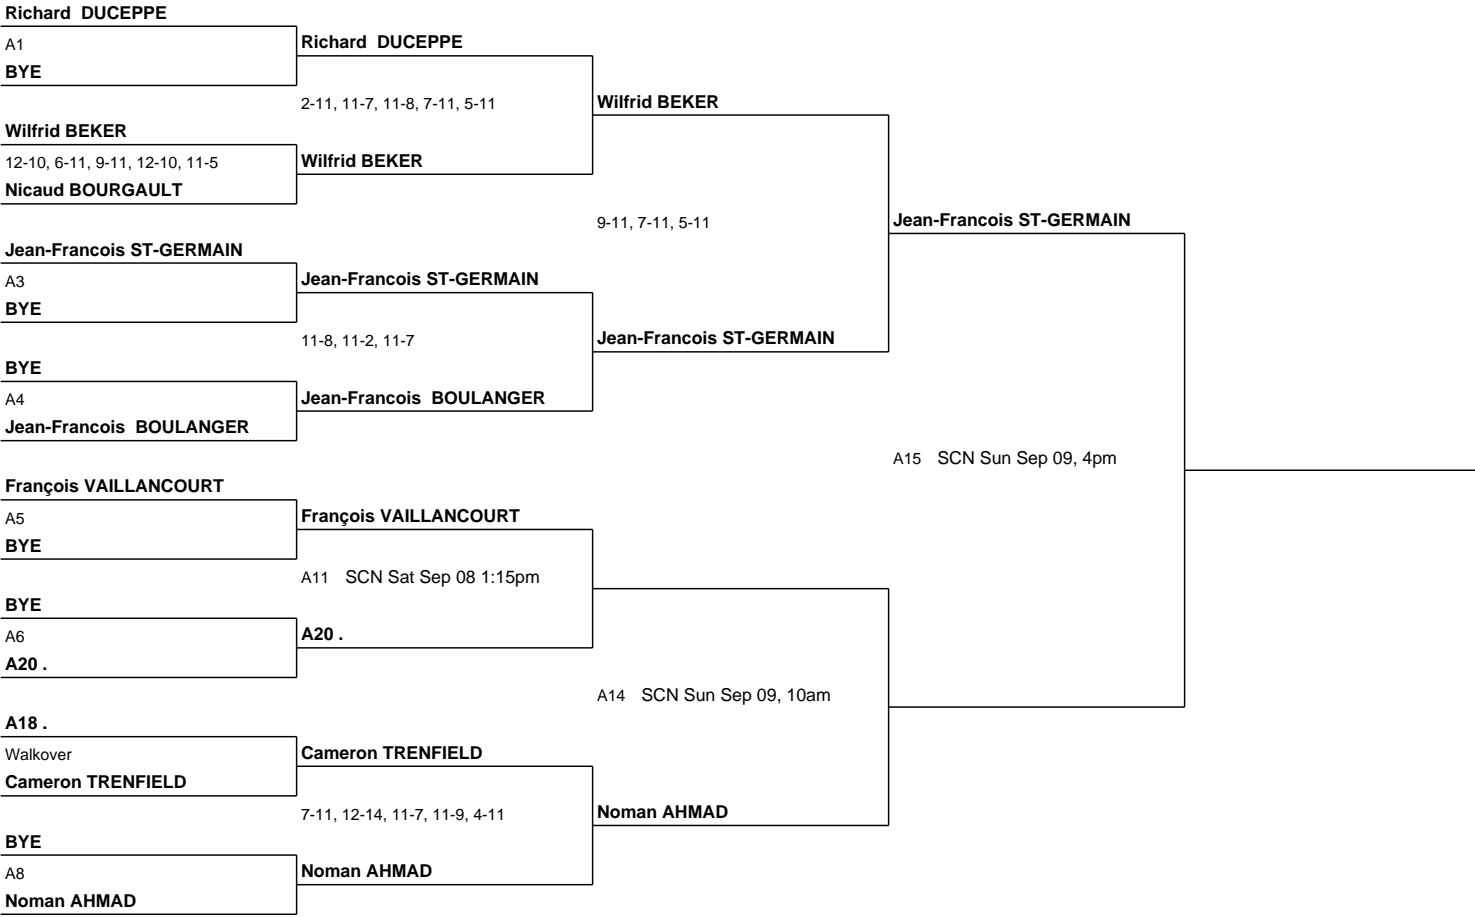 Richard  DUCEPPE
A1
BYE
Wilfrid BEKER
12-10, 6-11, 9-11, 12-10, 11-5
Nicaud BOURGAULT
Jean-Francois ST-GERMAIN
A3
BYE
BYE
A4
Jean-Francois  BOULANGER
François VAILLANCOURT
A5
BYE
BYE
A6
A20 .
A18 .
Walkover
Cameron TRENFIELD
BYE
A8
Noman AHMAD
Richard  DUCEPPE
2-11, 11-7, 11-8, 7-11, 5-11
Wilfrid BEKER
Jean-Francois ST-GERMAIN
11-8, 11-2, 11-7
Jean-Francois  BOULANGER
François VAILLANCOURT
A11 SCN Sat Sep 08 1:15pm
A20 .
Cameron TRENFIELD
7-11, 12-14, 11-7, 11-9, 4-11
Noman AHMAD
Wilfrid BEKER
9-11, 7-11, 5-11
Jean-Francois ST-GERMAIN
A14 SCN Sun Sep 09, 10am
Noman AHMAD
Jean-Francois ST-GERMAIN
A15 SCN Sun Sep 09, 4pm